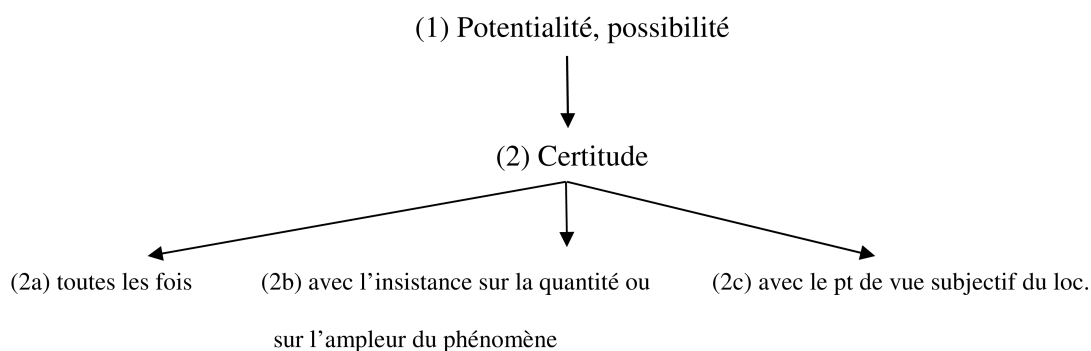 (1) Potentialité, possibilité
(2) Certitude
(2a) toutes les fois
(2b) avec l’insistance sur la quantité ou
sur l’ampleur du phénomène
(2c) avec le pt de vue subjectif du loc.